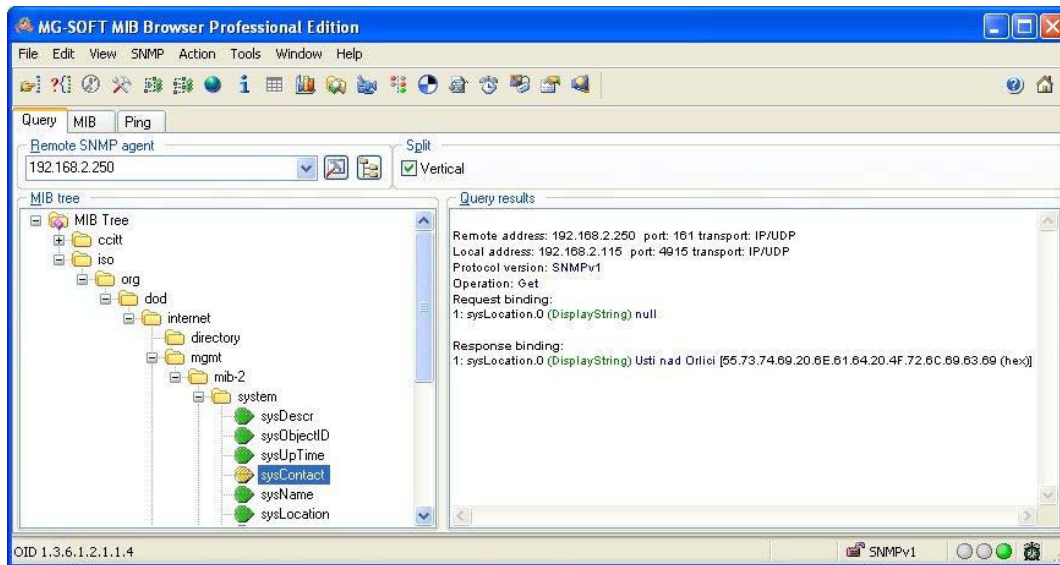 MG-SOFT MIB Browser Professional Edition
File Edit View SNMP Action Tools Window Help
Query MIB Ping
Remote SNMP agent
192.168.2.250
Split
Vertical
MIB tree
MIB Tree
ccitt
iso
org
dod
internet
directory
mgmt
mib-2
system
sysDescr
sysObjectID
sysUpTime
sysContact
sysName
sysLocation
Query results
Remote address: 192.168.2.250 port: 161 transport: IP/UDP
Local address: 192.168.2.115 port: 4915 transport: IP/UDP
Protocol version: SNMPv1
Operation: Get
Request binding:
1: sysLocation.0 (DisplayString) null
Response binding:
1: sysLocation.0 (DisplayString) Usti nad Orlici [55.73.74.69.20.6E.61.64.20.4F.72.6C.69.63.69 (hex)]
OID 1.3.6.1.2.1.1.4
SNMPv1